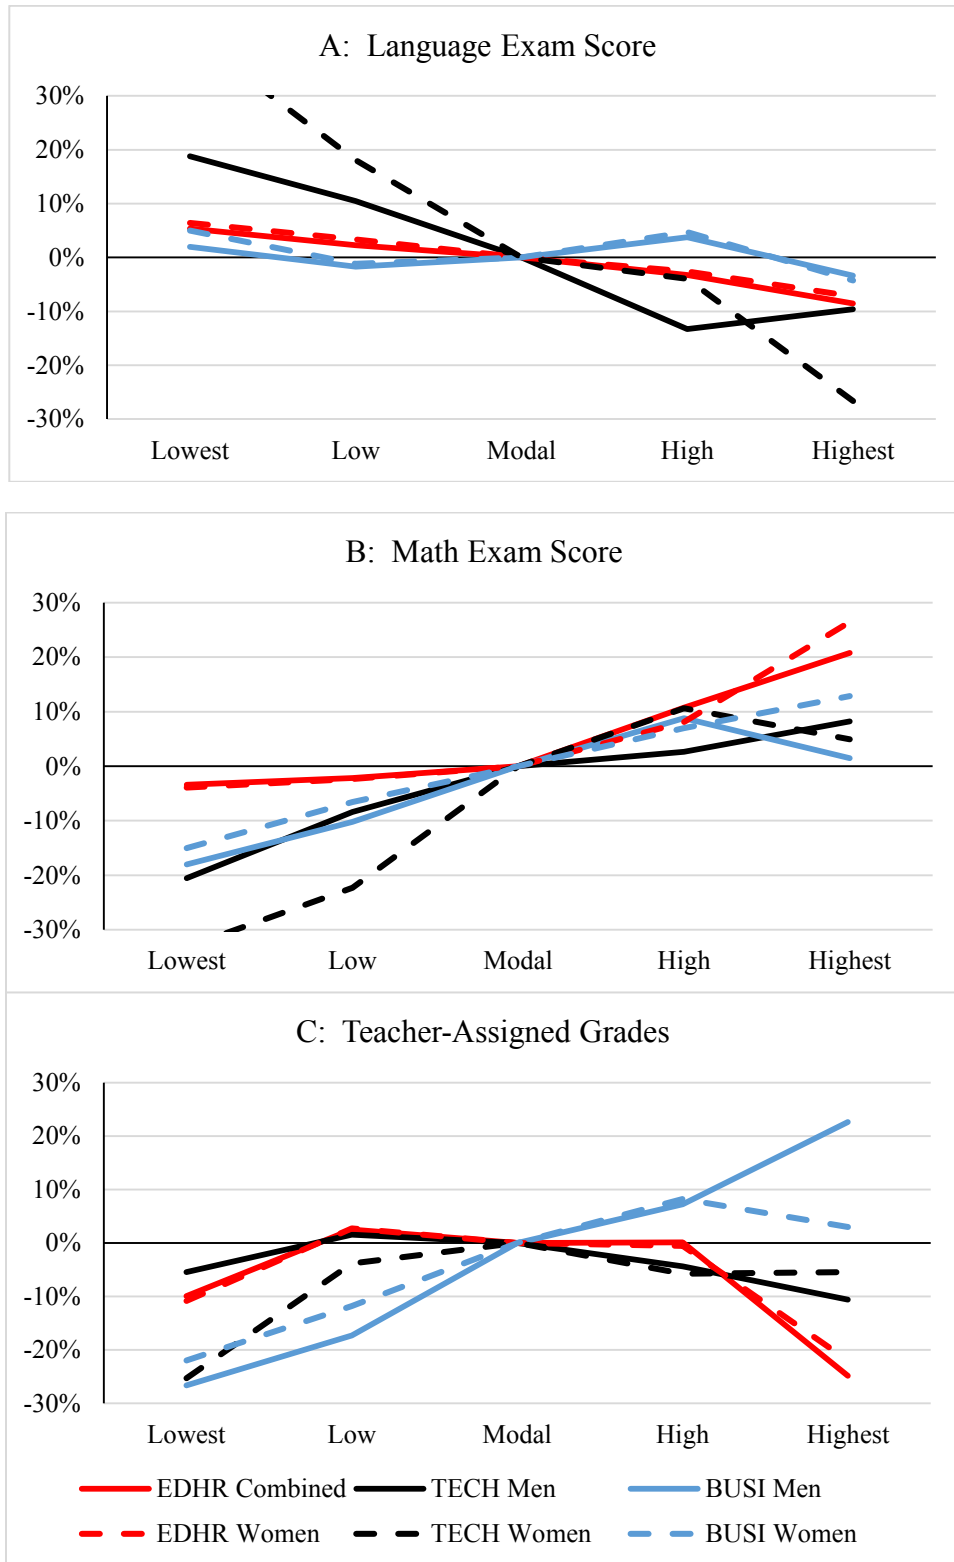 A:  Language Exam Score
30%
20%
10%
0%
-10%
-20%
-30%
Lowest Low Modal High Highest
B:  Math Exam Score
30%
20%
10%
0%
-10%
-20%
-30%
Lowest Low Modal High Highest
C:  Teacher-Assigned Grades
30%
20%
10%
0%
-10%
-20%
-30%
Lowest Low Modal High Highest
EDHR Combined TECH Men BUSI Men
EDHR Women TECH Women BUSI Women